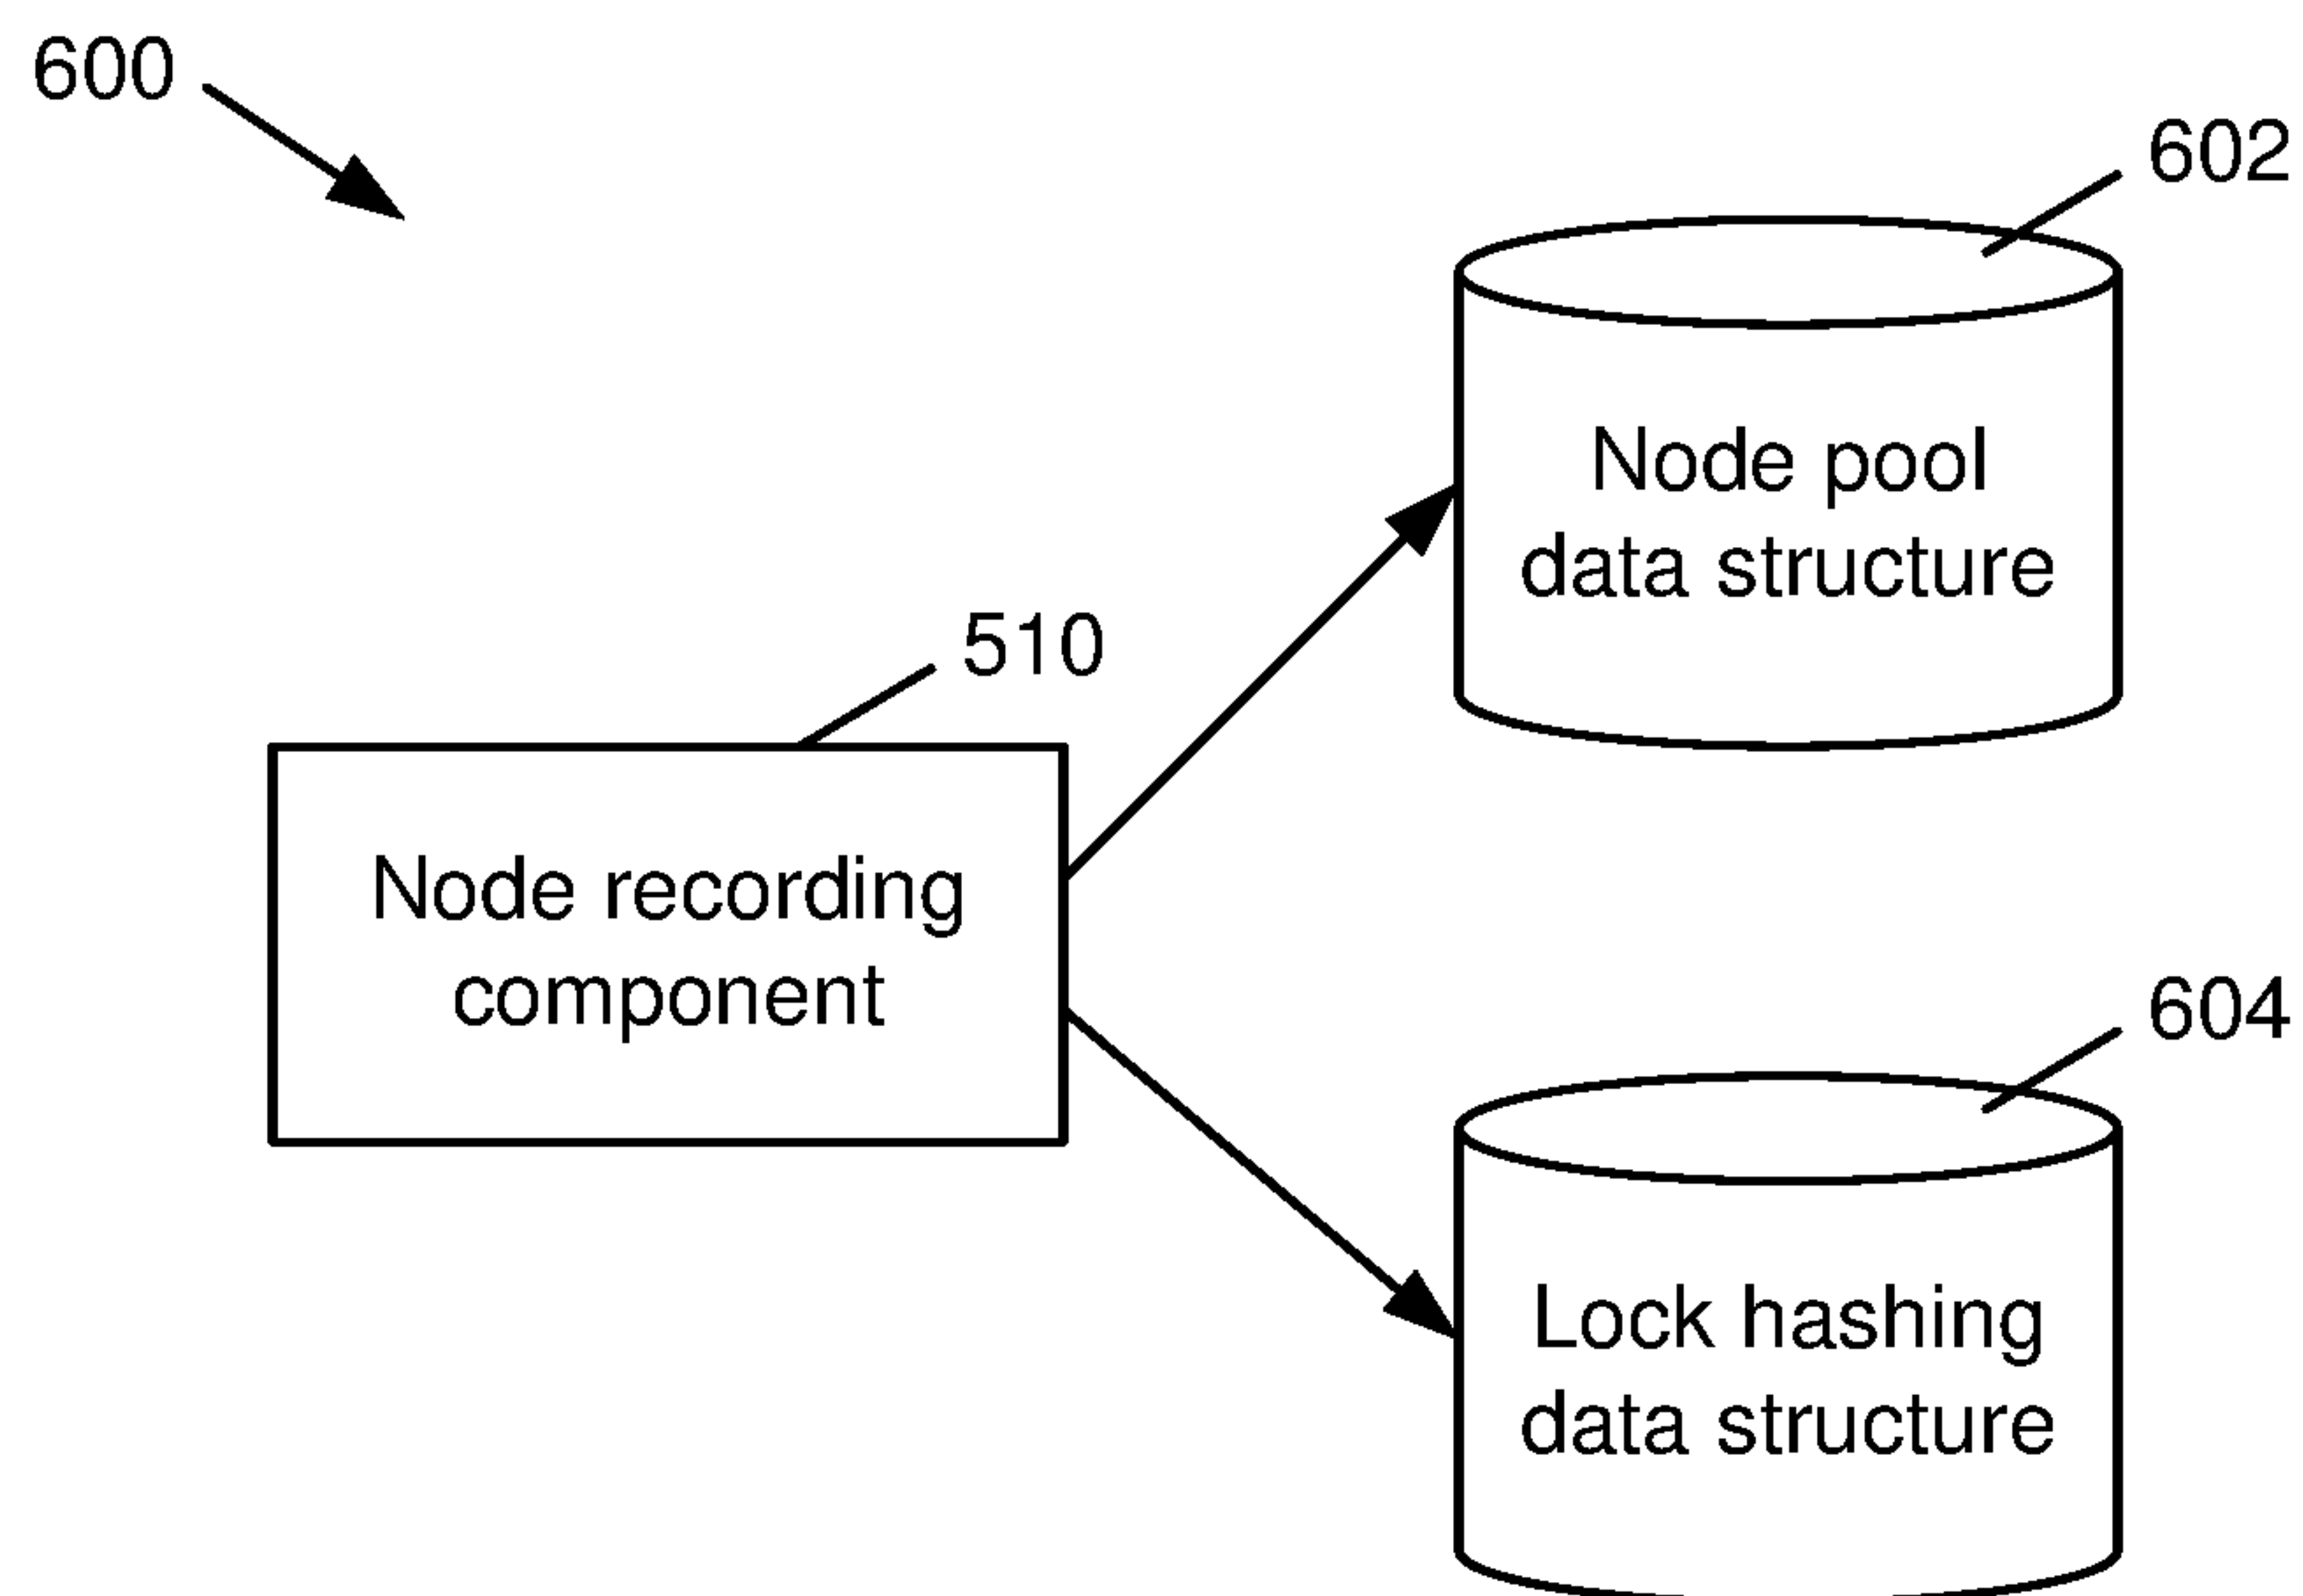 600
602
Node pool
data structure
510
Node recording
component
604
Lock hashing
data structure